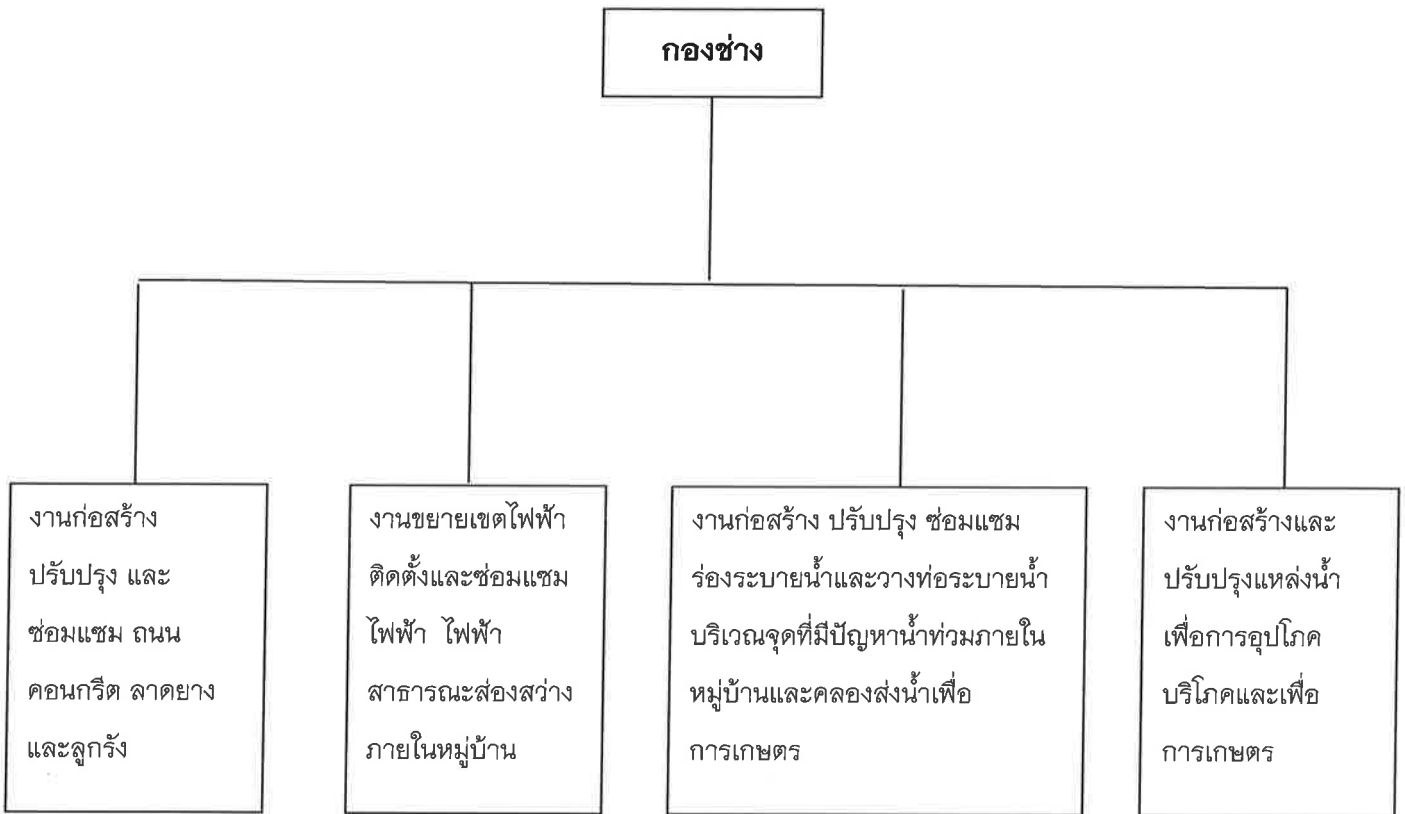 กองช่าง
งานก่อสร้าง
ปรับปรุง และ
ซ่อมแซม ถนน
คอนกรีต ลาดยาง
และลูกรัง
งานขยายเขตไฟฟ้า
ติดตั้งและซ่อมแซม
ไฟฟ้า ไฟฟ้า
สาธารณะส่องสว่าง
ภายในหมู่บ้าน
งานก่อสร้าง ปรับปรุง ซ่อมแซม
ร่องระบายน้ำและวางท่อระบายน้ำ
บริเวณจุดที่มีปัญหาน้ำท่วมภายใน
หมู่บ้านและคลองส่งน้ำเพื่อ
การเกษตร
งานก่อสร้างและ
ปรับปรุงแหล่งน้ำ
เพื่อการอุปโภค
บริโภคและเพื่อ
การเกษตร